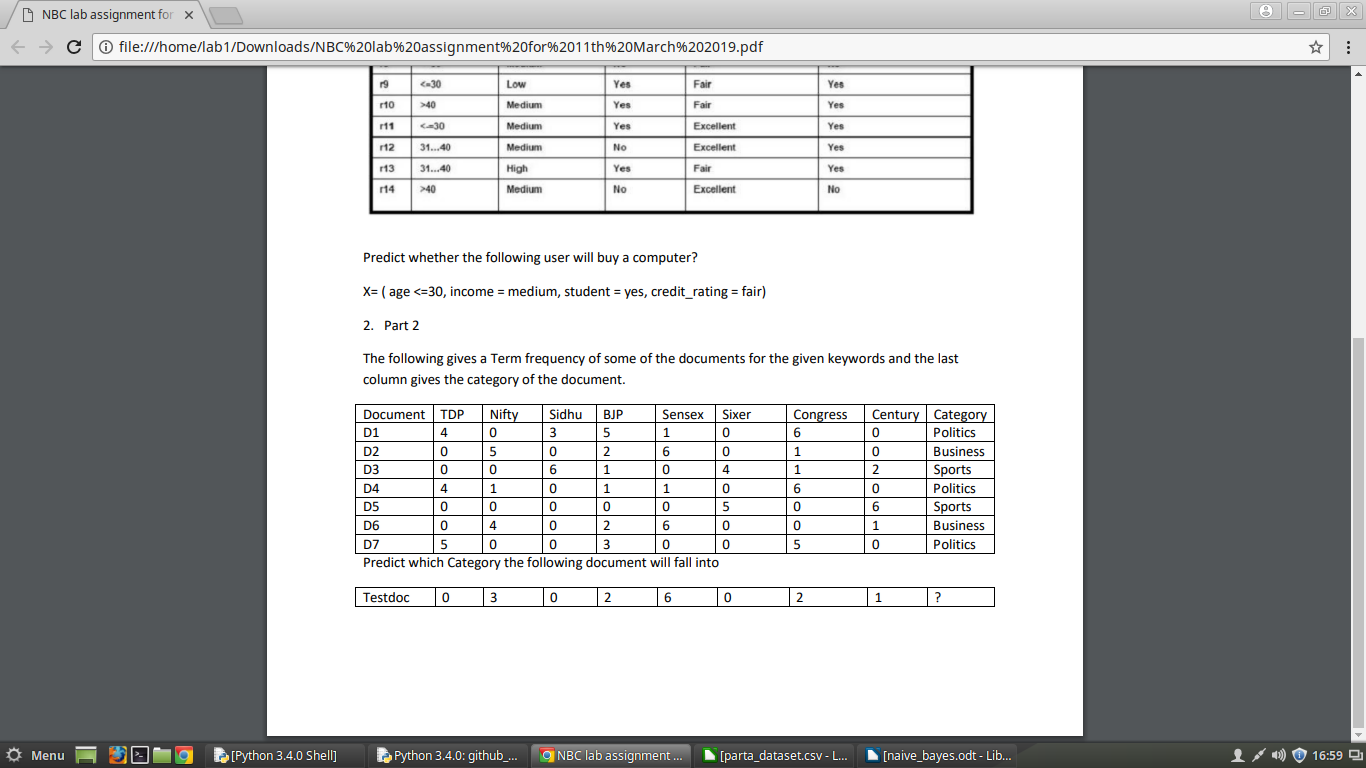 NBC lab assignment for
file:///home/lab1/Downloads/NBC%20lab%20assignment%20for%2011th%20March%202019.pdf
r9 <=30 Low Yes Fair Yes
r10 >40 Medium Yes Fair Yes
r11 <-=30 Medium Yes Excellent Yes
r12 31...40 Medium No Excellent Yes
r13 31...40 High Yes Fair Yes
r14 >40 Medium No Excellent No
Predict whether the following user will buy a computer?
X= ( age <=30, income = medium, student = yes, credit_rating = fair)
2. Part 2
The following gives a Term frequency of some of the documents for the given keywords and the last
column gives the category of the document.
Document TDP Nifty Sidhu BJP Sensex Sixer Congress Century Category
D1 4 0 3 5 1 0 6 0 Politics
D2 0 5 0 2 6 0 1 0 Business
D3 0 0 6 1 0 4 1 2 Sports
D4 4 1 0 1 1 0 6 0 Politics
D5 0 0 0 0 0 5 0 6 Sports
D6 0 4 0 2 6 0 0 1 Business
D7 5 0 0 3 0 0 5 0 Politics
Predict which Category the following document will fall into
Testdoc 0 3 0 2 6 0 2 1 ?
Menu [Python 3.4.0 Shell] Python 3.4.0: github_... NBC lab assignment ... [parta_dataset.csv - L... [naive_bayes.odt - Lib... 16:59